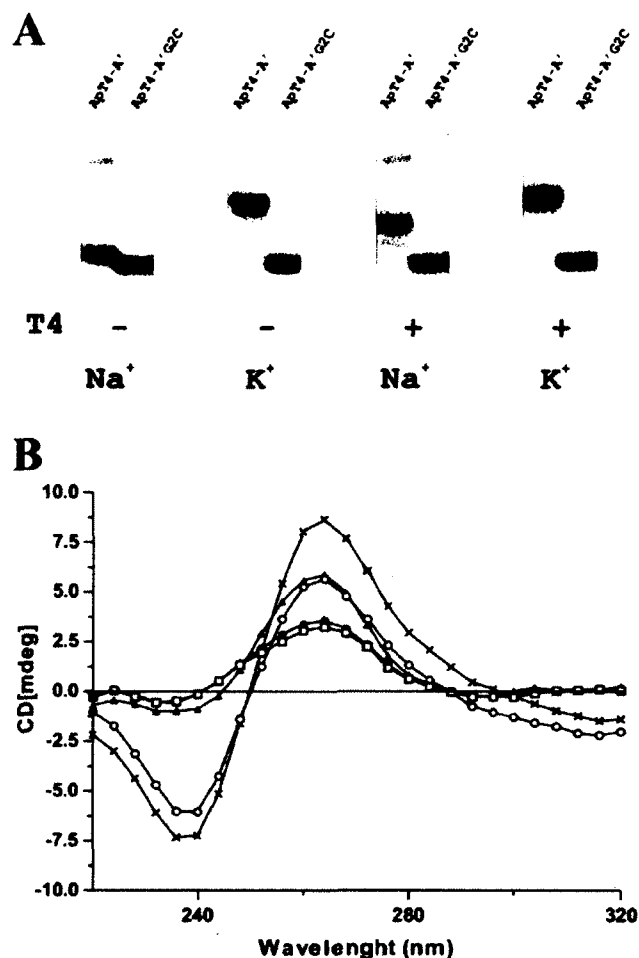 A
ApT4-A' ApT4-A'G2C ApT4-A' ApT4-A'G2C ApT4-A' ApT4-A'G2C ApT4-A' ApT4-A'G2C
T4 - - + +
Na+ K+ Na+ K+
B
10.0
7.5
5.0
2.5
0.0
-2.5
-5.0
-7.5
-10.0
CD[mdeg]
240 280 320
Wavelenght (nm)